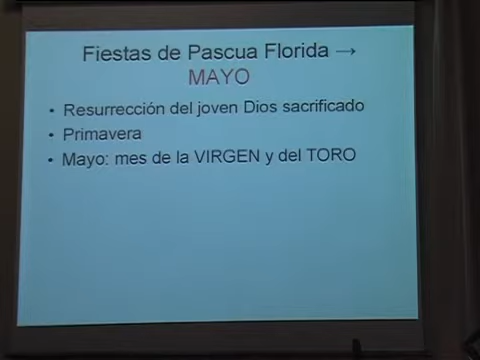 Fiestas de Pascua Florida →
MAYO
• Resurrección del joven Dios sacrificado
• Primavera
• Mayo: mes de la VIRGEN y del TORO